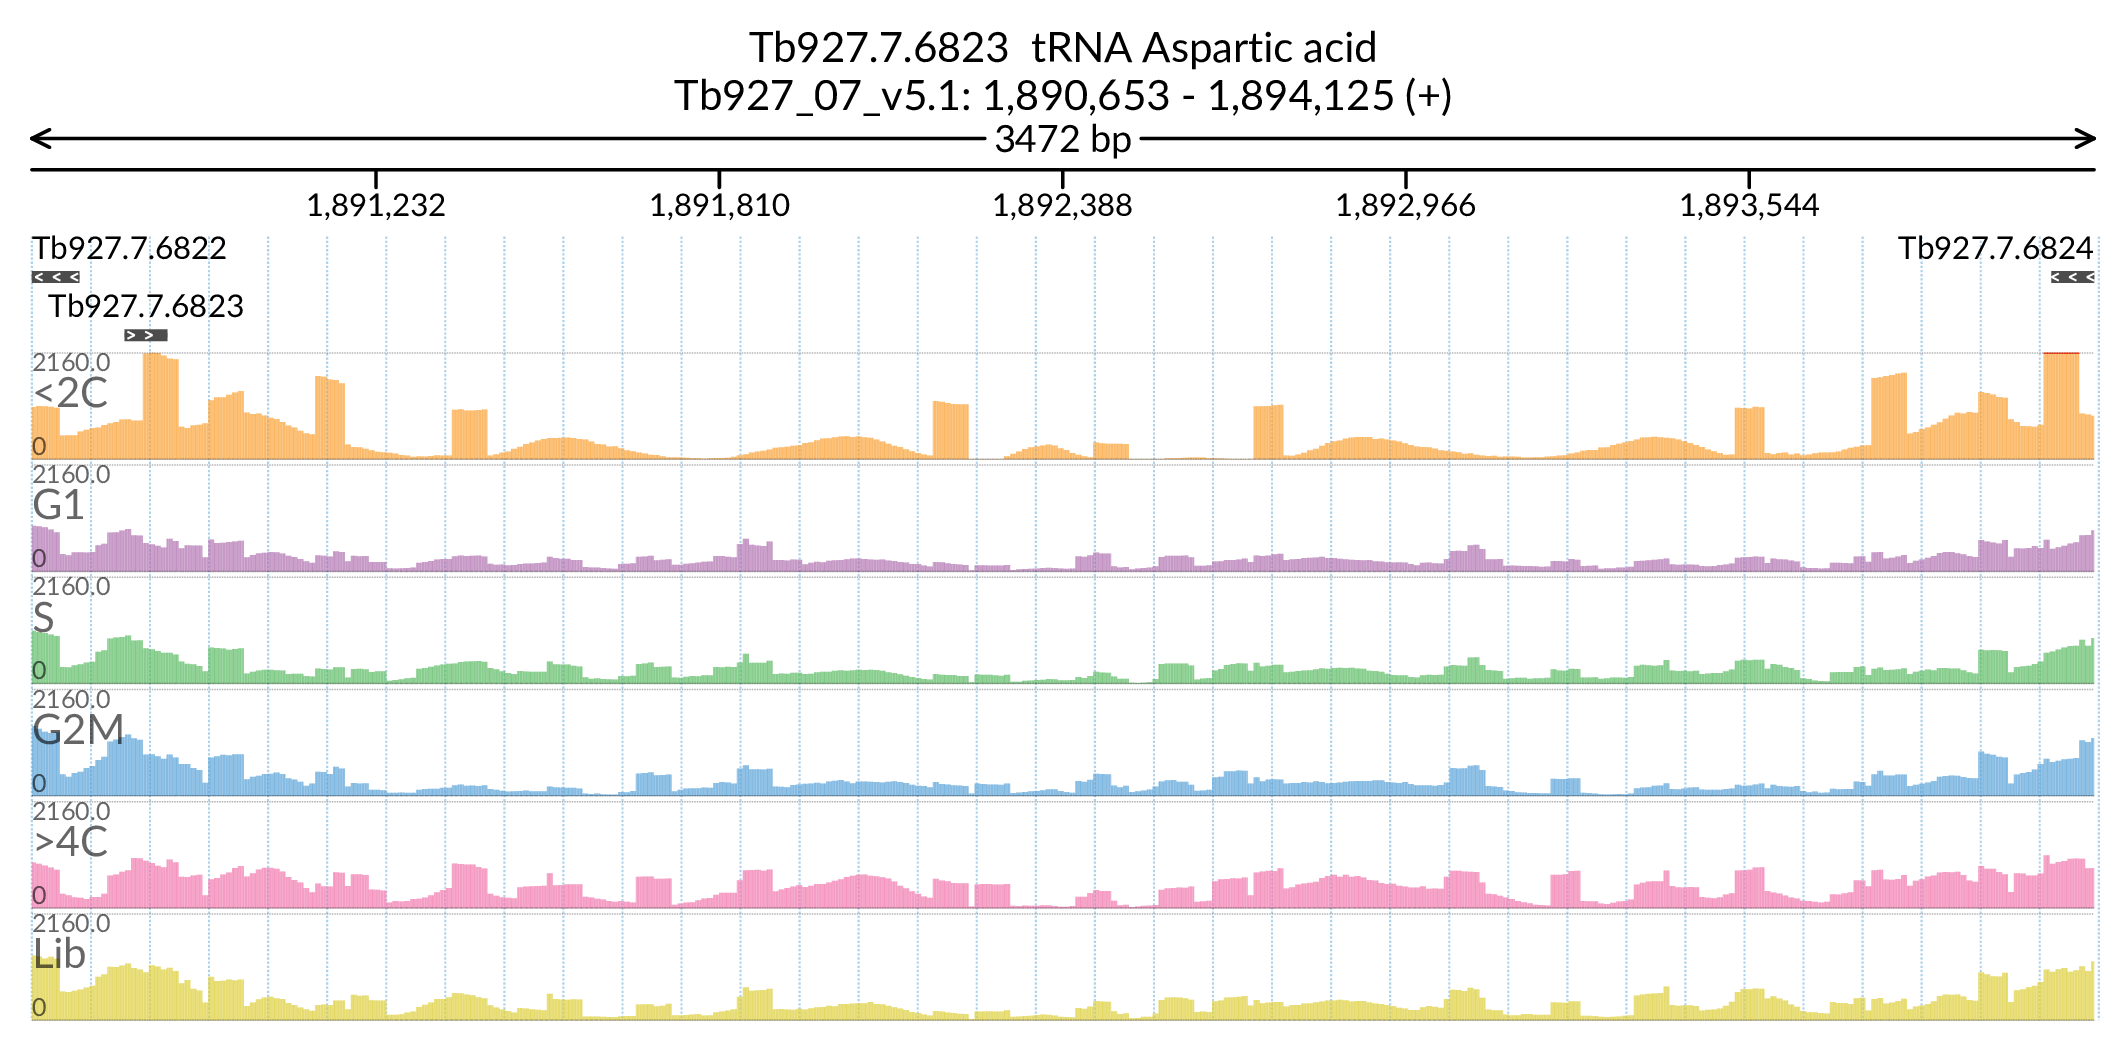 Tb927.7.6823 tRNA Aspartic acid
Tb927_07_v5.1: 1,890,653 - 1,894,125 (+)
3472 bp
1,891,232 1,891,810 1,892,388 1,892,966 1,893,544
Tb927.7.6822 Tb927.7.6824
Tb927.7.6823
2160.0
<2C
0
2160.0
G1
0
2160.0
S
0
2160.0
G2M
0
2160.0
>4C
0
2160.0
Lib
0